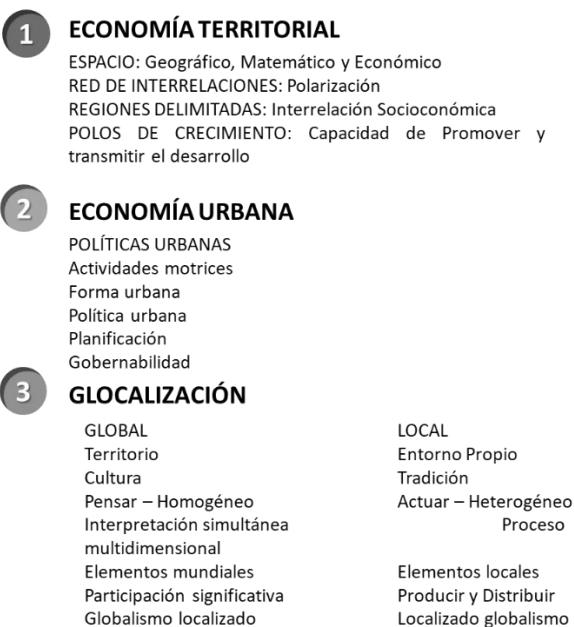 1 ECONOMÍA TERRITORIAL
ESPACIO: Geográfico, Matemático y Económico
RED DE INTERRELACIONES: Polarización
REGIONES DELIMITADAS: Interrelación Socioconómica
POLOS DE CRECIMIENTO: Capacidad de Promover y
transmitir el desarrollo
2 ECONOMÍA URBANA
POLÍTICAS URBANAS
Actividades motrices
Forma urbana
Política urbana
Planificación
Gobernabilidad
3 GLOCALIZACIÓN
GLOBAL LOCAL
Territorio Entorno Propio
Cultura Tradición
Pensar – Homogéneo Actuar – Heterogéneo
Interpretación simultánea Proceso
multidimensional
Elementos mundiales Elementos locales
Participación significativa Producir y Distribuir
Globalismo localizado Localizado globalismo